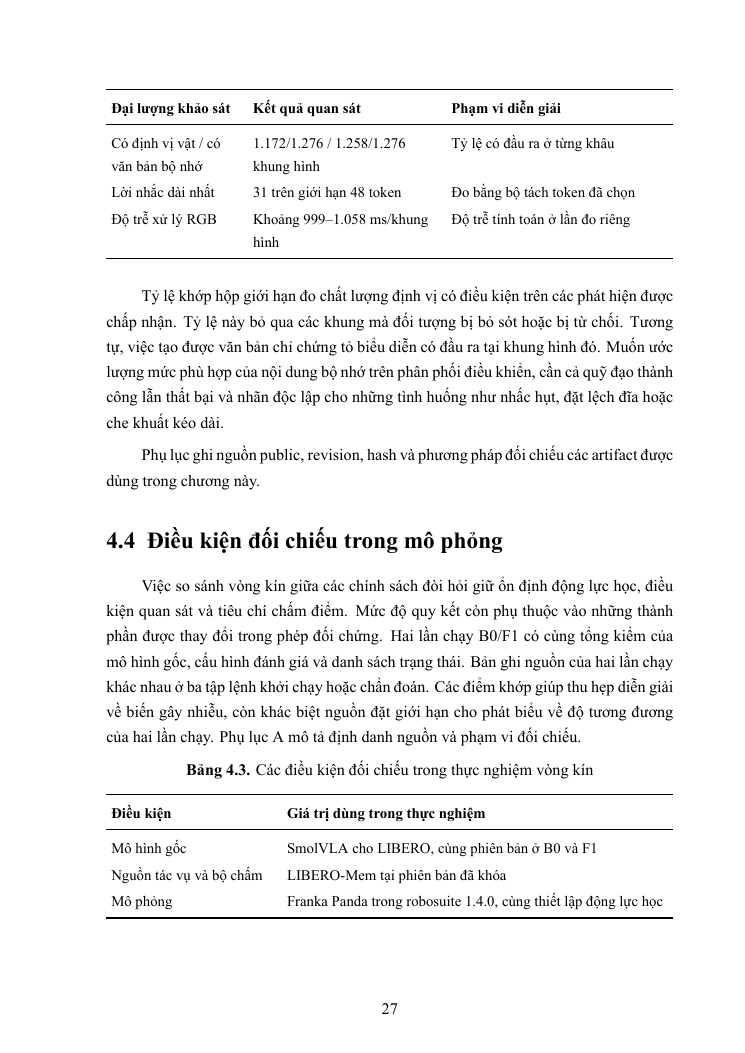 Đại lượng khảo sát Kết quả quan sát Phạm vi diễn giải
Có định vị vật / có 1.172/1.276 / 1.258/1.276 Tỷ lệ có đầu ra ở từng khâu
văn bản bộ nhớ khung hình
Lời nhắc dài nhất 31 trên giới hạn 48 token Đo bằng bộ tách token đã chọn
Độ trễ xử lý RGB Khoảng 999–1.058 ms/khung Độ trễ tính toán ở lần đo riêng
hình
Tỷ lệ khớp hộp giới hạn đo chất lượng định vị có điều kiện trên các phát hiện được
chấp nhận. Tỷ lệ này bỏ qua các khung mà đối tượng bị bỏ sót hoặc bị từ chối. Tương
tự, việc tạo được văn bản chỉ chứng tỏ biểu diễn có đầu ra tại khung hình đó. Muốn ước
lượng mức phù hợp của nội dung bộ nhớ trên phân phối điều khiển, cần cả quỹ đạo thành
công lẫn thất bại và nhãn độc lập cho những tình huống như nhấc hụt, đặt lệch đĩa hoặc
che khuất kéo dài.
Phụ lục ghi nguồn public, revision, hash và phương pháp đối chiếu các artifact được
dùng trong chương này.
4.4 Điều kiện đối chiếu trong mô phỏng
Việc so sánh vòng kín giữa các chính sách đòi hỏi giữ ổn định động lực học, điều
kiện quan sát và tiêu chí chấm điểm. Mức độ quy kết còn phụ thuộc vào những thành
phần được thay đổi trong phép đối chứng. Hai lần chạy B0/F1 có cùng tổng kiểm của
mô hình gốc, cấu hình đánh giá và danh sách trạng thái. Bản ghi nguồn của hai lần chạy
khác nhau ở ba tập lệnh khởi chạy hoặc chẩn đoán. Các điểm khớp giúp thu hẹp diễn giải
về biến gây nhiễu, còn khác biệt nguồn đặt giới hạn cho phát biểu về độ tương đương
của hai lần chạy. Phụ lục A mô tả định danh nguồn và phạm vi đối chiếu.
Bảng 4.3. Các điều kiện đối chiếu trong thực nghiệm vòng kín
Điều kiện Giá trị dùng trong thực nghiệm
Mô hình gốc SmolVLA cho LIBERO, cùng phiên bản ở B0 và F1
Nguồn tác vụ và bộ chấm LIBERO-Mem tại phiên bản đã khóa
Mô phỏng Franka Panda trong robosuite 1.4.0, cùng thiết lập động lực học
27